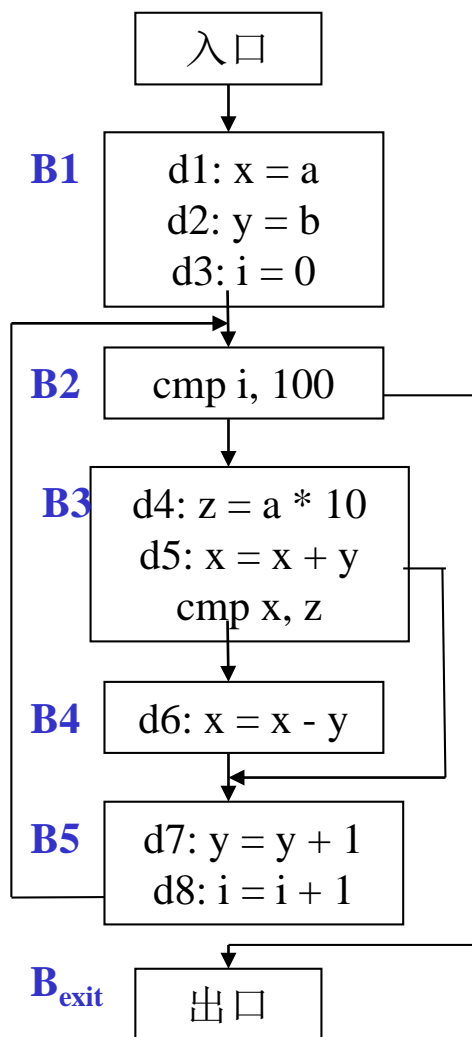 入口
B1
d1: x = a
d2: y = b
d3: i = 0
B2
cmp i, 100
B3
d4: z = a * 10
d5: x = x + y
cmp x, z
B4
d6: x = x - y
B5
d7: y = y + 1
d8: i = i + 1
Bexit
出口